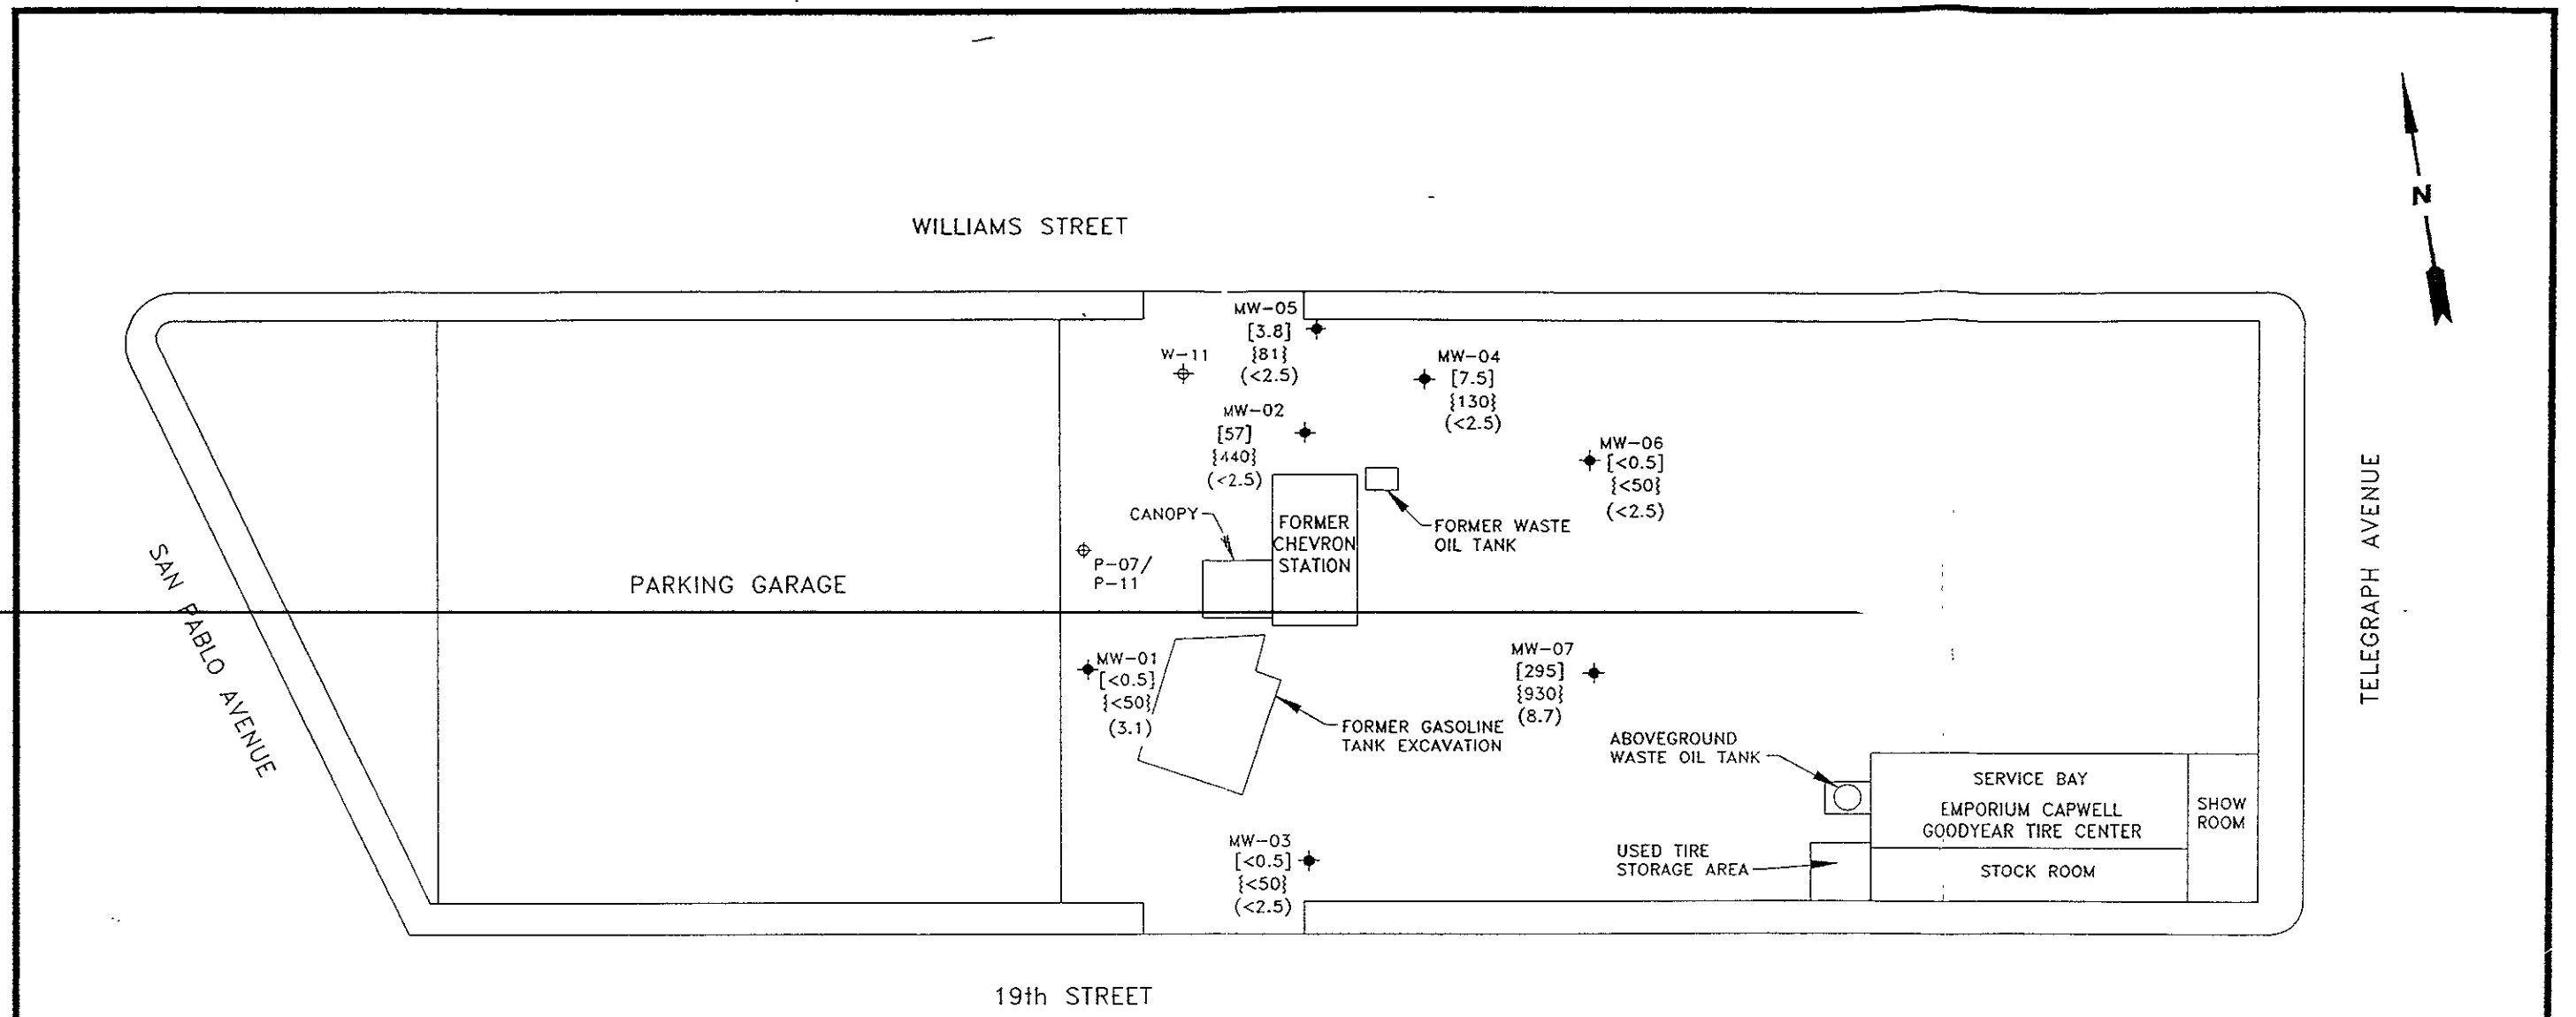 WILLIAMS STREET
N
MW-05
[3.8]
{81}
(<2.5)
W-11
MW-04
[7.5]
{130}
(<2.5)
MW-02
[57]
{440}
(<2.5)
MW-06
[<0.5]
{<50}
(<2.5)
CANOPY
FORMER
CHEVRON
STATION
FORMER WASTE
OIL TANK
P-07/
P-11
PARKING GARAGE
SAN PABLO AVENUE
TELEGRAPH AVENUE
MW-01
[<0.5]
{<50}
(3.1)
MW-07
[295]
{930}
(8.7)
FORMER GASOLINE
TANK EXCAVATION
ABOVEGROUND
WASTE OIL TANK
SERVICE BAY
EMPORIUM CAPWELL
GOODYEAR TIRE CENTER
SHOW
ROOM
MW-03
[<0.5]
{<50}
(<2.5)
USED TIRE
STORAGE AREA
STOCK ROOM
19th STREET